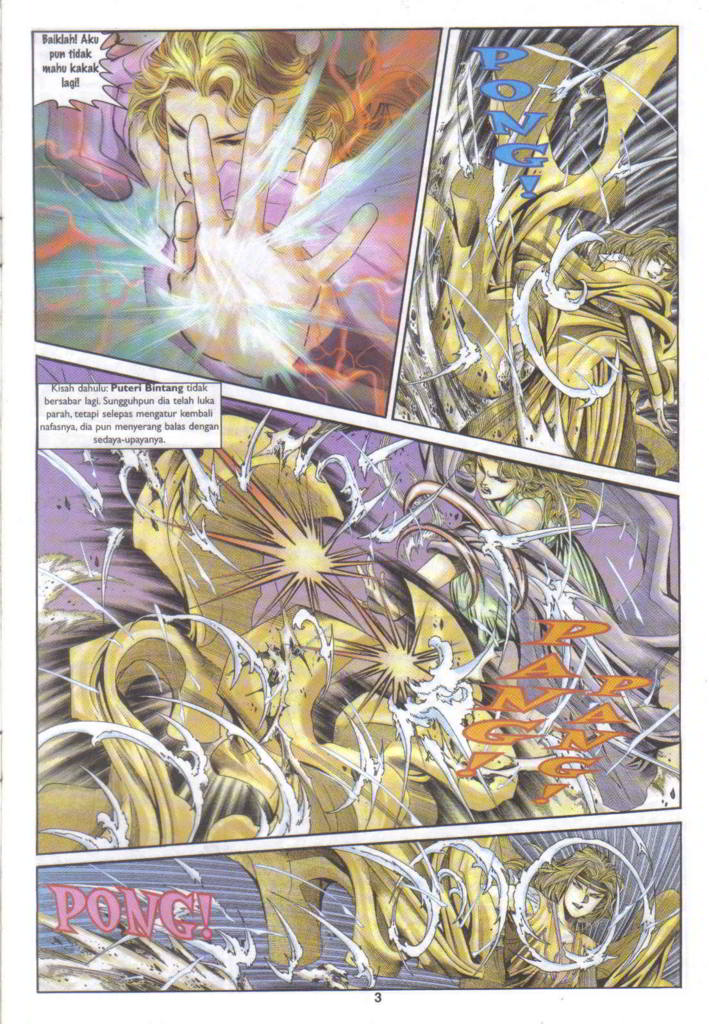 Baiklah! Aku
pun tidak
mahu kakak
lagi!
PONG!
Kisah dahulu: Puteri Bintang tidak
bersabar lagi. Sungguhpun dia telah luka
parah, tetapi selepas mengatur kembali
nafasnya, dia pun menyerang balas dengan
sedaya-upayanya.
PANG!
PANG!
PONG!
3